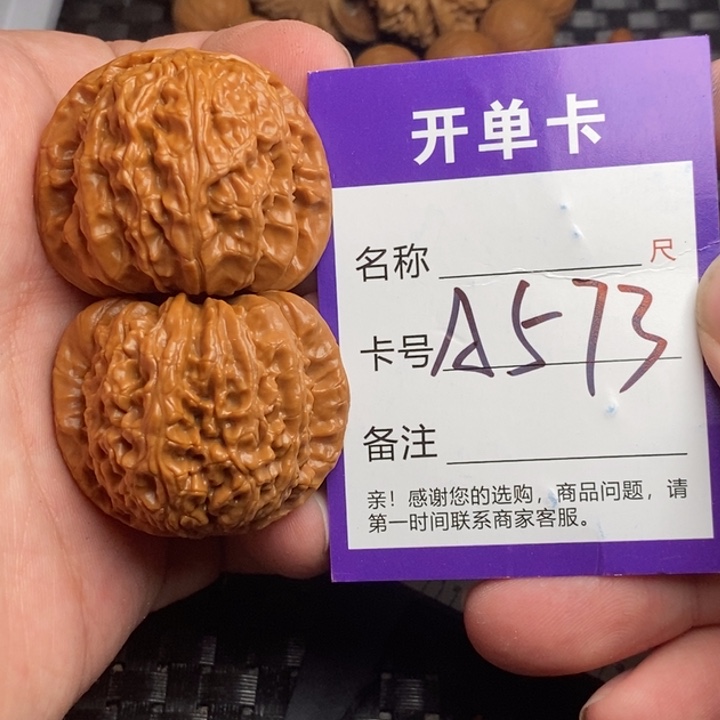 开单卡
名称 尺
卡号 A573
备注
亲！感谢您的选购，商品问题，请
第一时间联系商家客服。